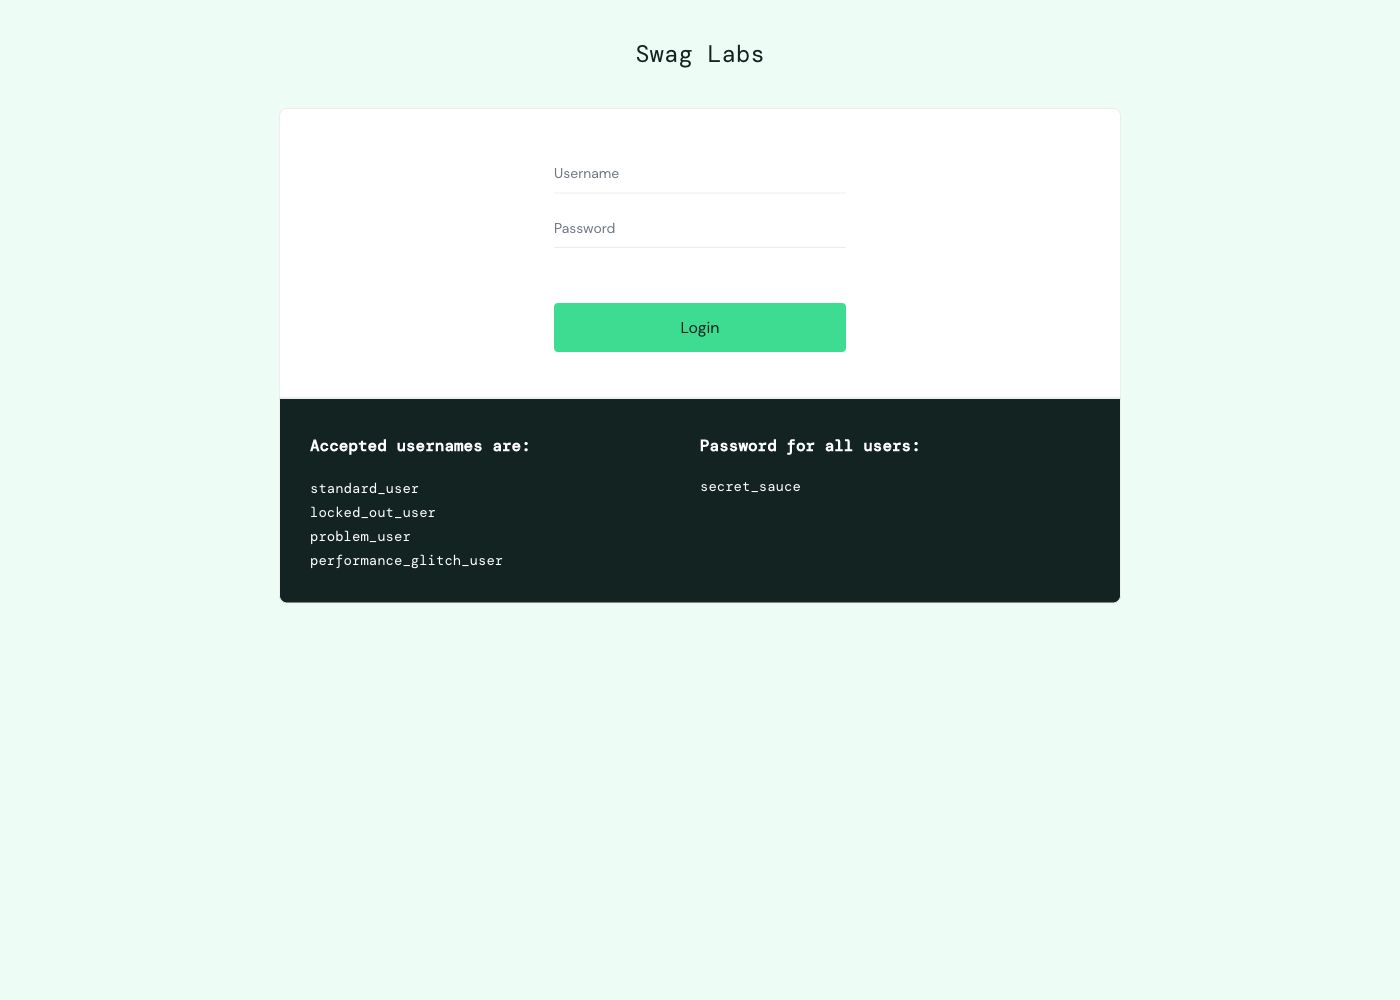 Swag Labs
Username
Password
Login
Accepted usernames are:
standard_user
locked_out_user
problem_user
performance_glitch_user
Password for all users:
secret_sauce